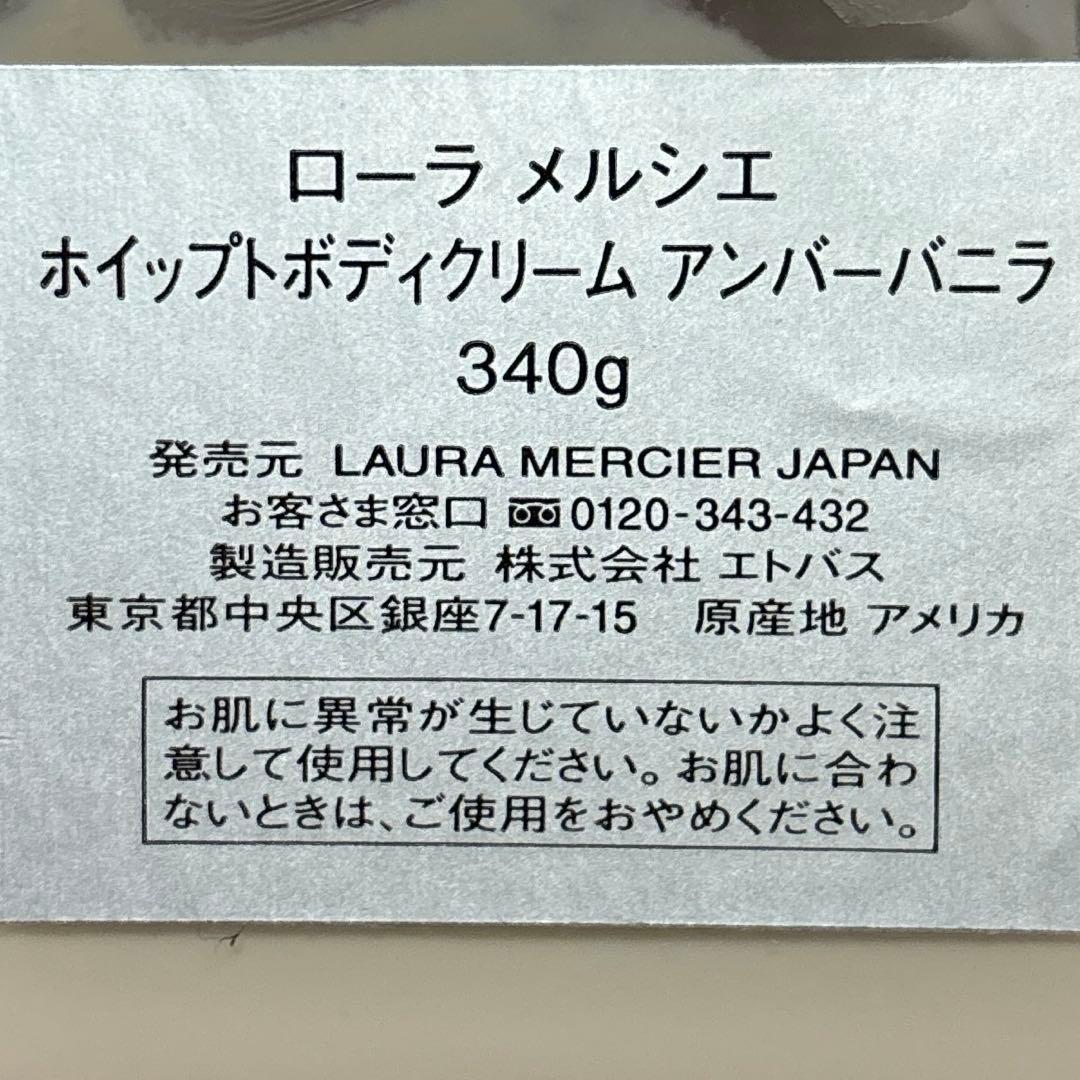 ローラ メルシエ
ホイップトボディクリーム アンバーバニラ
340g
発売元 LAURA MERCIER JAPAN
お客さま窓口 0120-343-432
製造販売元 株式会社 エトバス
東京都中央区銀座7-17-15 原産地 アメリカ
お肌に異常が生じていないかよく注
意して使用してください。お肌に合わ
ないときは、ご使用をおやめください。